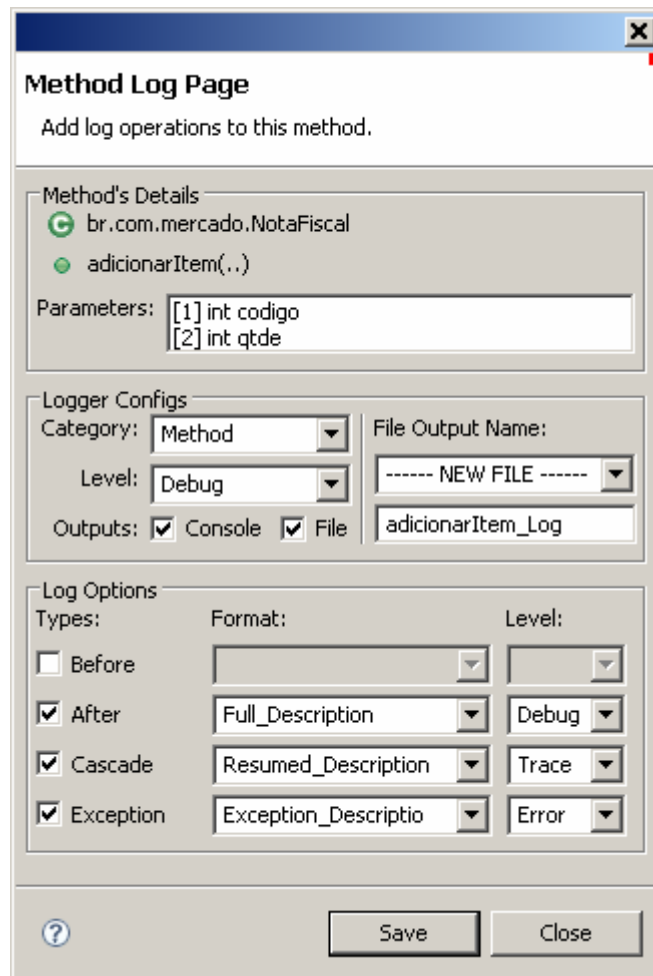 Method Log Page
Add log operations to this method.
Method's Details
C br.com.mercado.NotaFiscal
adicionarItem(..)
Parameters: [1] int codigo
[2] int qtde
Logger Configs
Category: Method
Level: Debug
Outputs: Console File
File Output Name:
------ NEW FILE ------
adicionarItem_Log
Log Options
Types: Format: Level:
Before
After Full_Description Debug
Cascade Resumed_Description Trace
Exception Exception_Descriptio Error
? Save Close